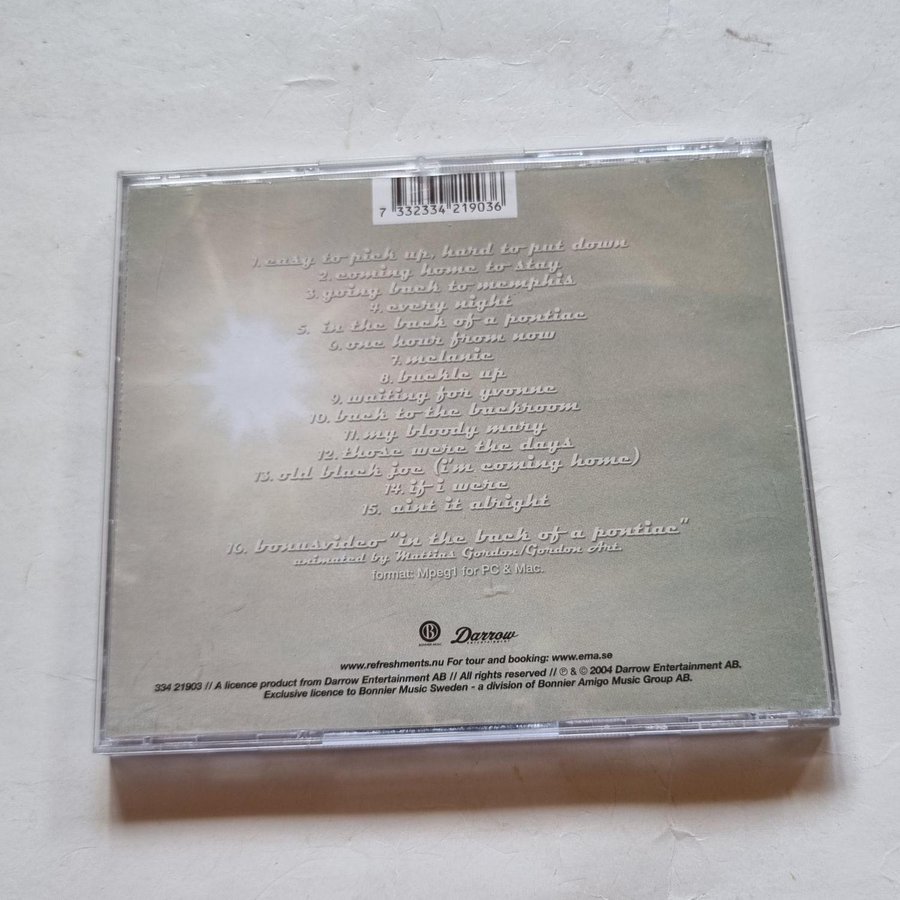 7 332334 219036
1. easy to pick up, hard to put down
2. coming home to stay
3. going back to memphis
4. every night
5. in the back of a pontiac
6. one hour from now
7. melanie
8. buckle up
9. waiting for yvonne
10. back to the backroom
11. my bloody mary
12. those were the days
13. old black joe (i'm coming home)
14. if i were
15. aint it alright
16. bonusvideo "in the back of a pontiac"
animated by Mattias Gordon/Gordon Art.
format: Mpeg1 for PC & Mac.
B Darrow
BONNIER MUSIC entertainment
www.refreshments.nu For tour and booking: www.ema.se
334 21903 // A licence product from Darrow Entertainment AB // All rights reserved // ℗ & © 2004 Darrow Entertainment AB.
Exclusive licence to Bonnier Music Sweden - a division of Bonnier Amigo Music Group AB.